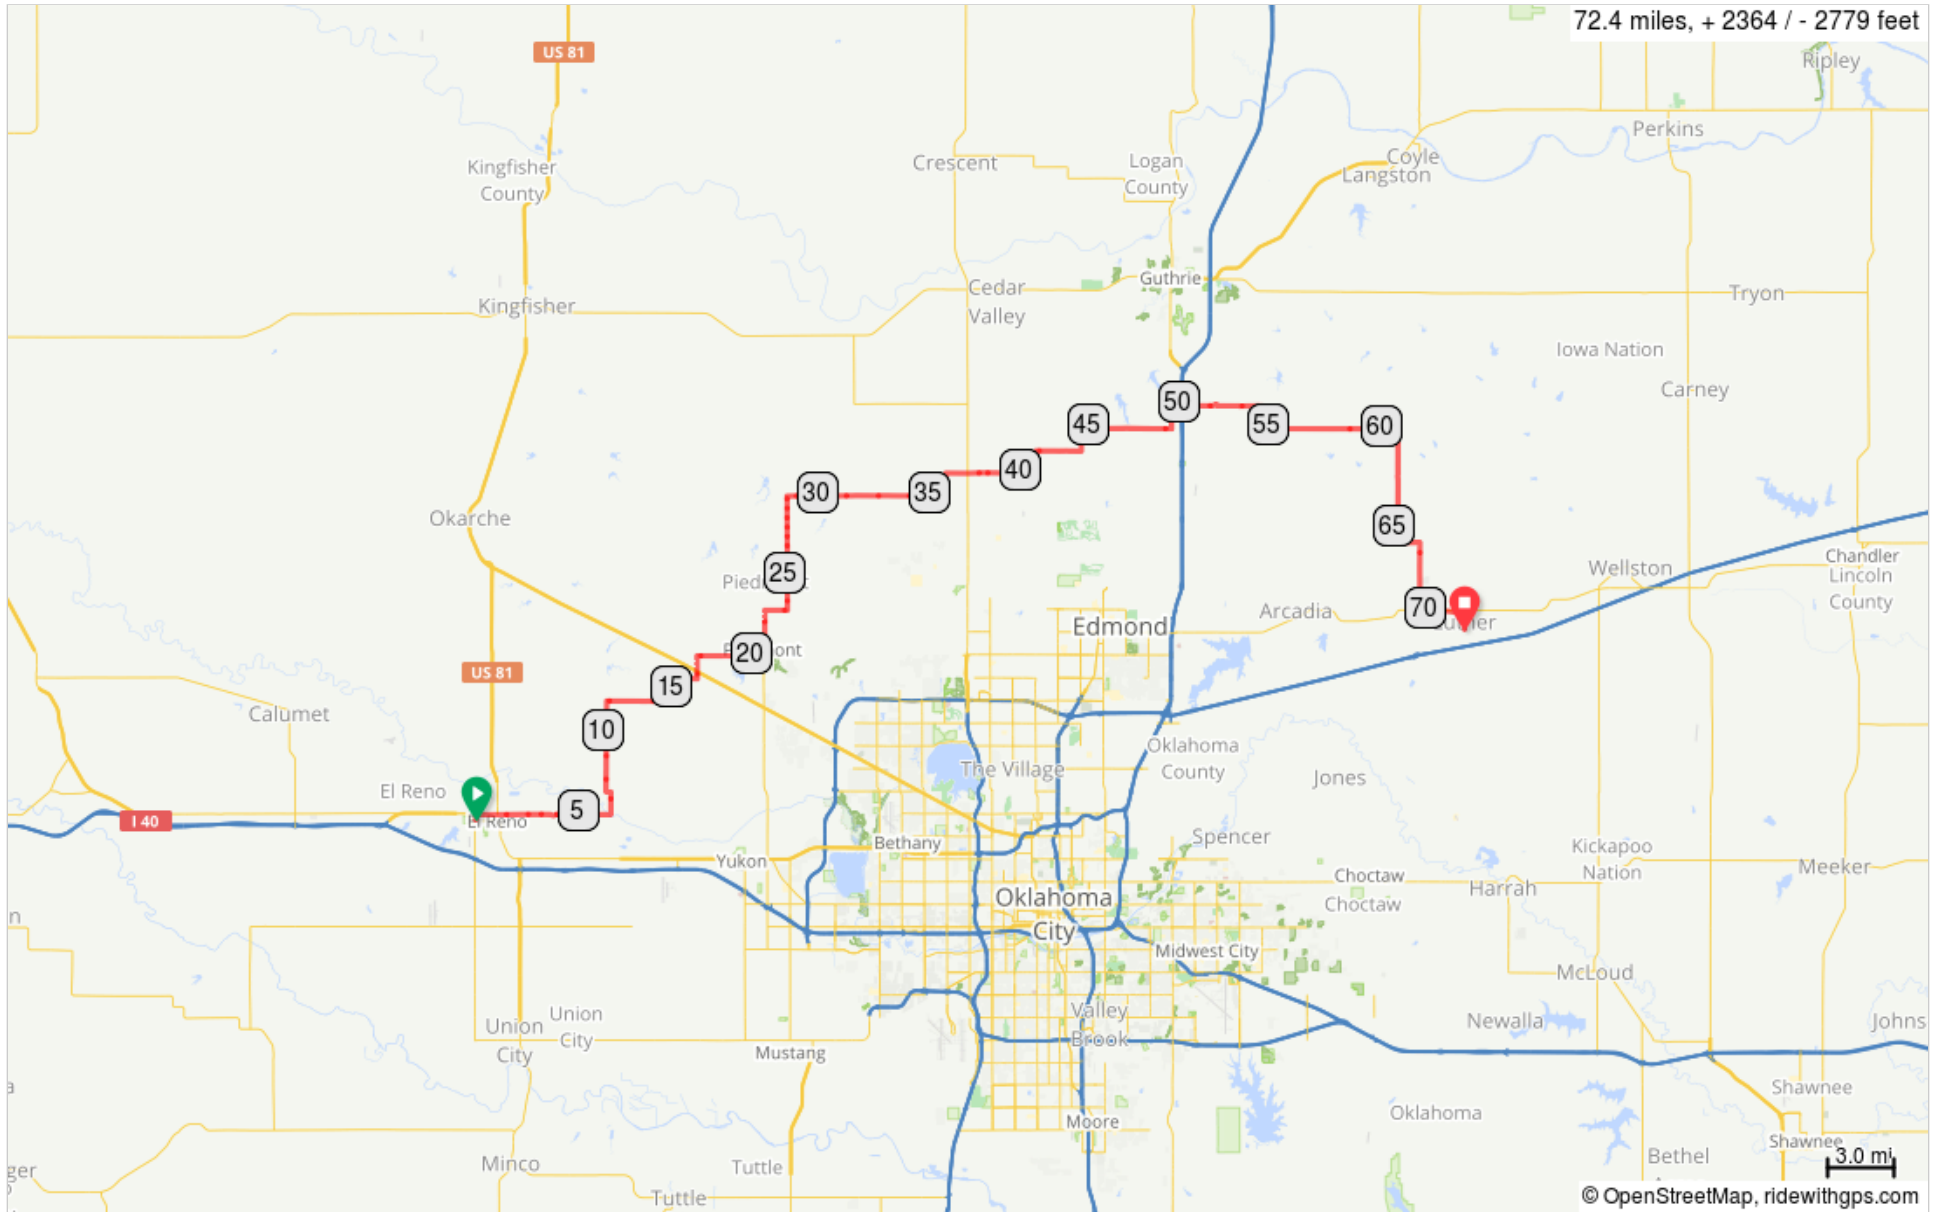 72.4 miles, + 2364 / - 2779 feet
US 81
Ripley
Perkins
Kingfisher
County
Crescent
Logan
County
Coyle
Langston
Guthrie
Cedar
Valley
Tryon
Kingfisher
Iowa Nation
Carney
50
45
55
60
40
30
35
Okarche
65
25
Wellston
Chandler
Lincoln
County
70
Arcadia
Edmond
20
US 81
15
Calumet
10
Oklahoma
County
The Village
Jones
El Reno
5
I 40
El Reno
Spencer
Bethany
Yukon
Kickapoo
Nation
Meeker
Choctaw
Harrah
Choctaw
Oklahoma
City
Midwest City
McLoud
Valley
Brook
Newalla
Johns
Union
City
Union
City
Mustang
Shawnee
Oklahoma
Moore
Shawnee
Bethel
Minco
Tuttle
Tuttle
3.0 mi
© OpenStreetMap, ridewithgps.com